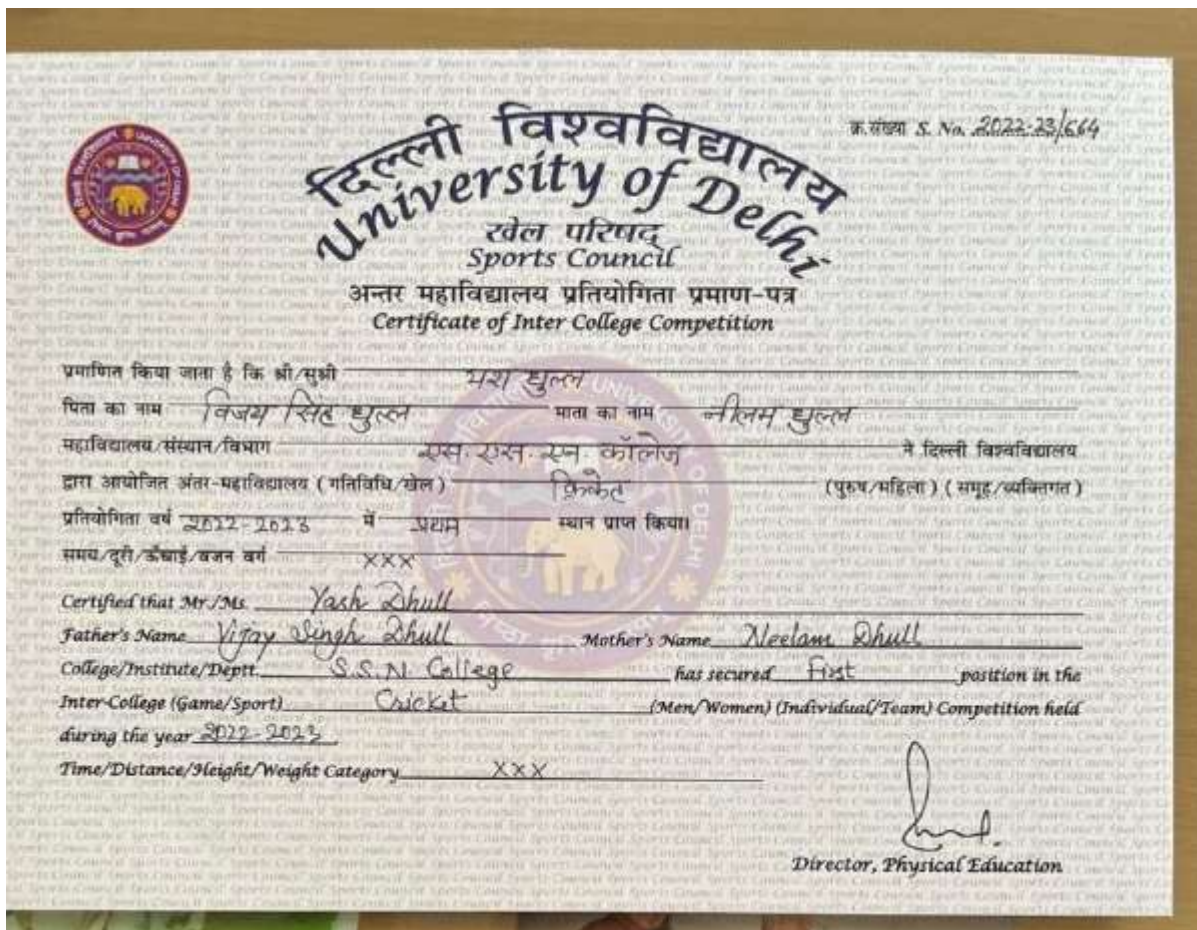 क्र.संख्या S. No. 2022-23/664
दिल्ली विश्वविद्यालय
University of Delhi
खेल परिषद्
Sports Council
अन्तर महाविद्यालय प्रतियोगिता प्रमाण-पत्र
Certificate of Inter College Competition
प्रमाणित किया जाता है कि श्री/सुश्री यश धुल्ल
पिता का नाम विजय सिंह धुल्ल माता का नाम नीलम धुल्ल
महाविद्यालय/संस्थान/विभाग एस. एस. एन. कॉलेज ने दिल्ली विश्वविद्यालय
द्वारा आयोजित अंतर-महाविद्यालय (गतिविधि/खेल) क्रिकेट (पुरुष/महिला) (समूह/व्यक्तिगत)
प्रतियोगिता वर्ष 2022-2023 में प्रथम स्थान प्राप्त किया।
समय/दूरी/ऊँचाई/वजन वर्ग xxx
Certified that Mr./Ms. Yash Dhull
Father's Name Vijay Singh Dhull Mother's Name Neelam Dhull
College/Institute/Deptt. S.S.N. College has secured First position in the
Inter-College (Game/Sport) Cricket (Men/Women) (Individual/Team) Competition held
during the year 2022-2023
Time/Distance/Height/Weight Category XXX
Director, Physical Education